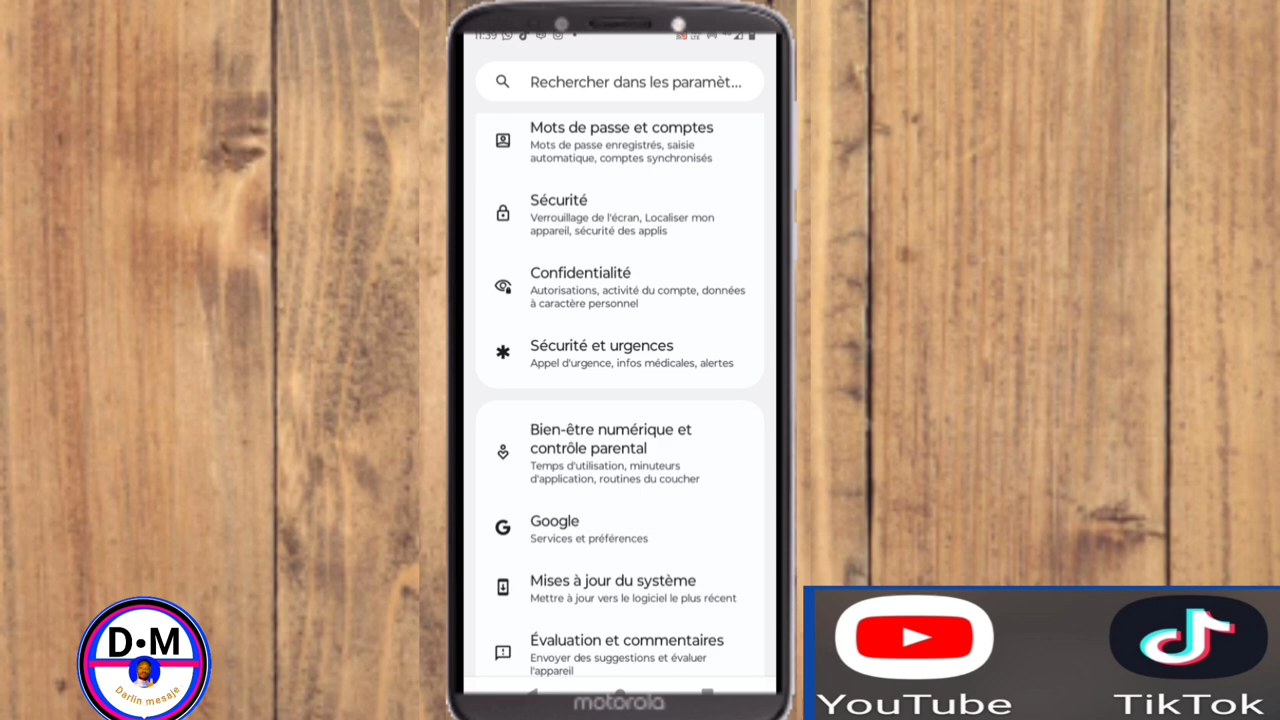 11:39
Rechercher dans les paramèt...
Mots de passe et comptes
Mots de passe enregistrés, saisie
automatique, comptes synchronisés
Sécurité
Verrouillage de l'écran, Localiser mon
appareil, sécurité des applis
Confidentialité
Autorisations, activité du compte, données
à caractère personnel
Sécurité et urgences
Appel d'urgence, infos médicales, alertes
Bien-être numérique et
contrôle parental
Temps d'utilisation, minuteurs
d'application, routines du coucher
Google
Services et préférences
Mises à jour du système
Mettre à jour vers le logiciel le plus récent
Évaluation et commentaires
Envoyer des suggestions et évaluer
l'appareil
motorola
D•M
Darlin mesaje
YouTube
TikTok